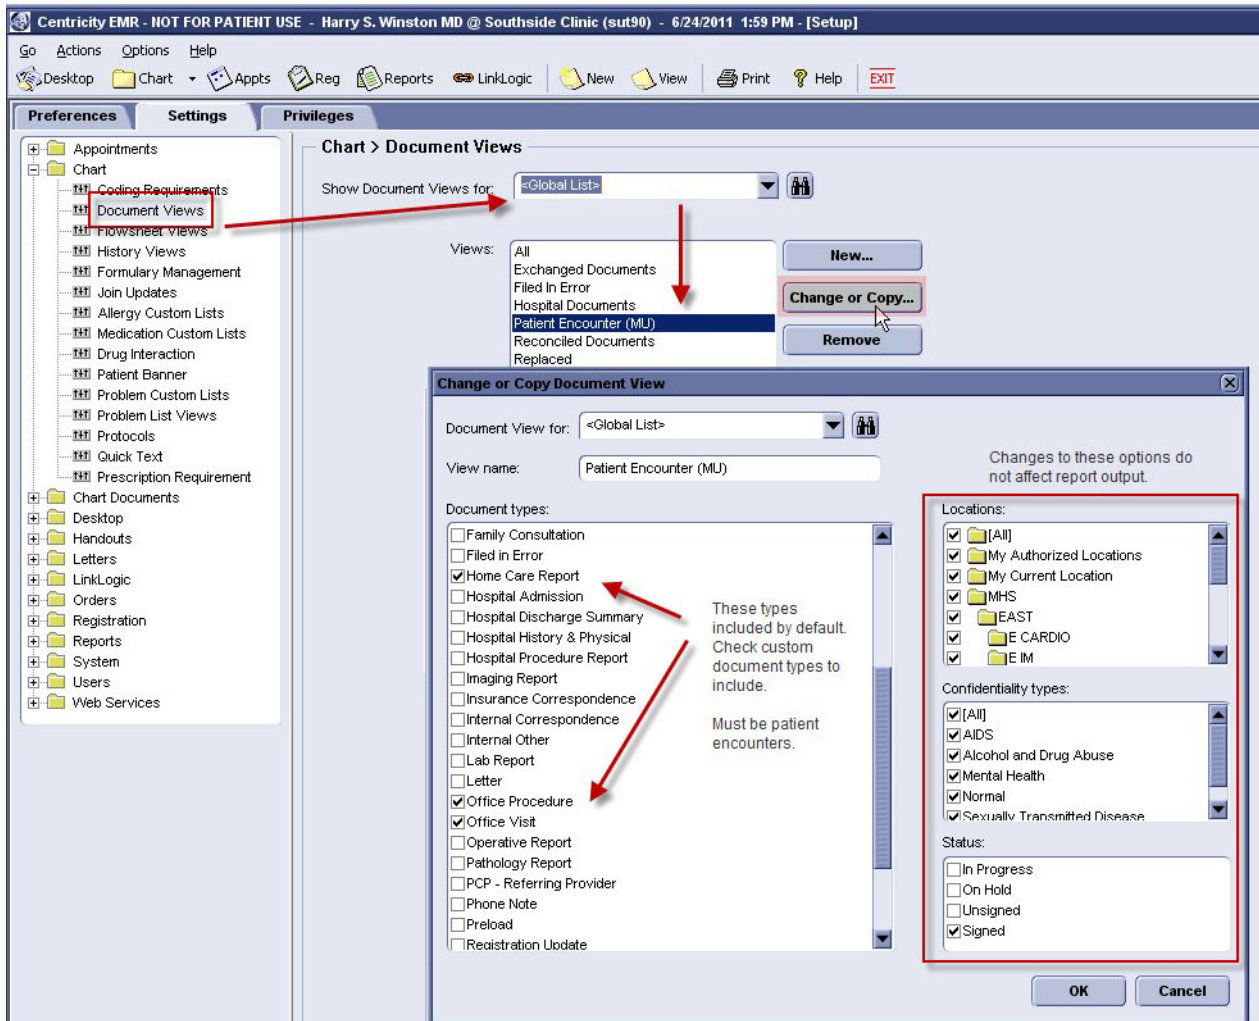 Centricity EMR - NOT FOR PATIENT USE - Harry S. Winston MD @ Southside Clinic (sut90) - 6/24/2011 1:59 PM - [Setup]
Go Actions Options Help
Desktop Chart Appts Reg Reports LinkLogic New View Print Help EXIT
Preferences Settings Privileges
Appointments
Chart
Coding Requirements
Document Views
Flowsheet Views
History Views
Formulary Management
Join Updates
Allergy Custom Lists
Medication Custom Lists
Drug Interaction
Patient Banner
Problem Custom Lists
Problem List Views
Protocols
Quick Text
Prescription Requirement
Chart Documents
Desktop
Handouts
Letters
LinkLogic
Orders
Registration
Reports
System
Users
Web Services
Chart > Document Views
Show Document Views for: <Global List>
Views:
All
Exchanged Documents
Filed In Error
Hospital Documents
Patient Encounter (MU)
Reconciled Documents
Replaced
New...
Change or Copy...
Remove
Change or Copy Document View
Document View for: <Global List>
View name: Patient Encounter (MU)
Changes to these options do
not affect report output.
Document types:
Family Consultation
Filed in Error
Home Care Report
Hospital Admission
Hospital Discharge Summary
Hospital History & Physical
Hospital Procedure Report
Imaging Report
Insurance Correspondence
Internal Correspondence
Internal Other
Lab Report
Letter
Office Procedure
Office Visit
Operative Report
Pathology Report
PCP - Referring Provider
Phone Note
Preload
Registration Update
These types
included by default.
Check custom
document types to
include.
Must be patient
encounters.
Locations:
[All]
My Authorized Locations
My Current Location
MHS
EAST
E CARDIO
E IM
Confidentiality types:
[All]
AIDS
Alcohol and Drug Abuse
Mental Health
Normal
Sexually Transmitted Disease
Status:
In Progress
On Hold
Unsigned
Signed
OK Cancel